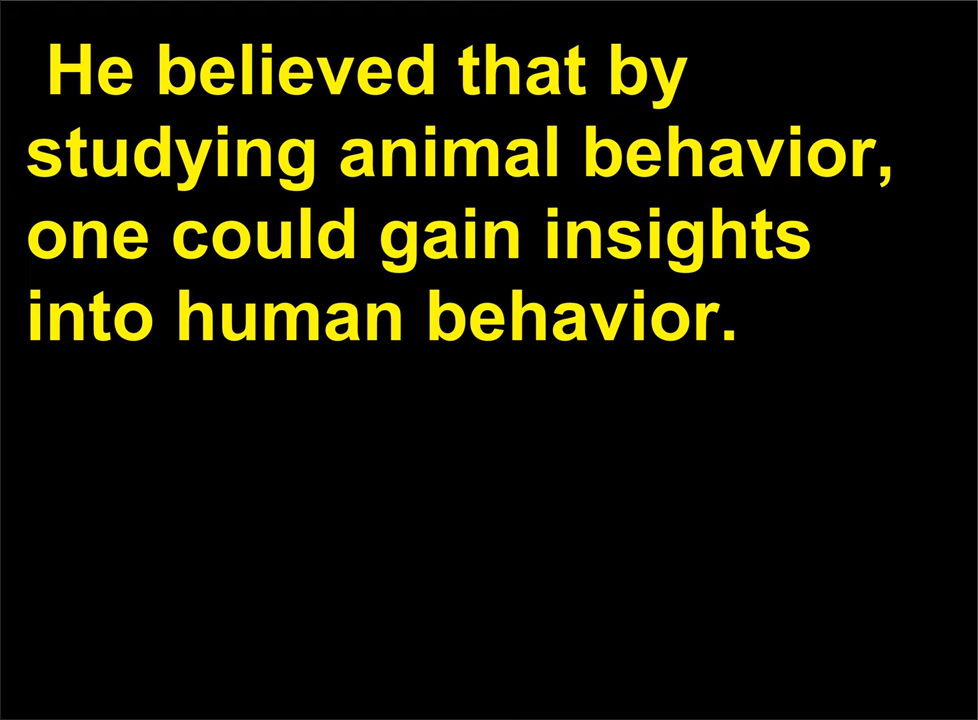 He believed that by
studying animal behavior,
one could gain insights
into human behavior.